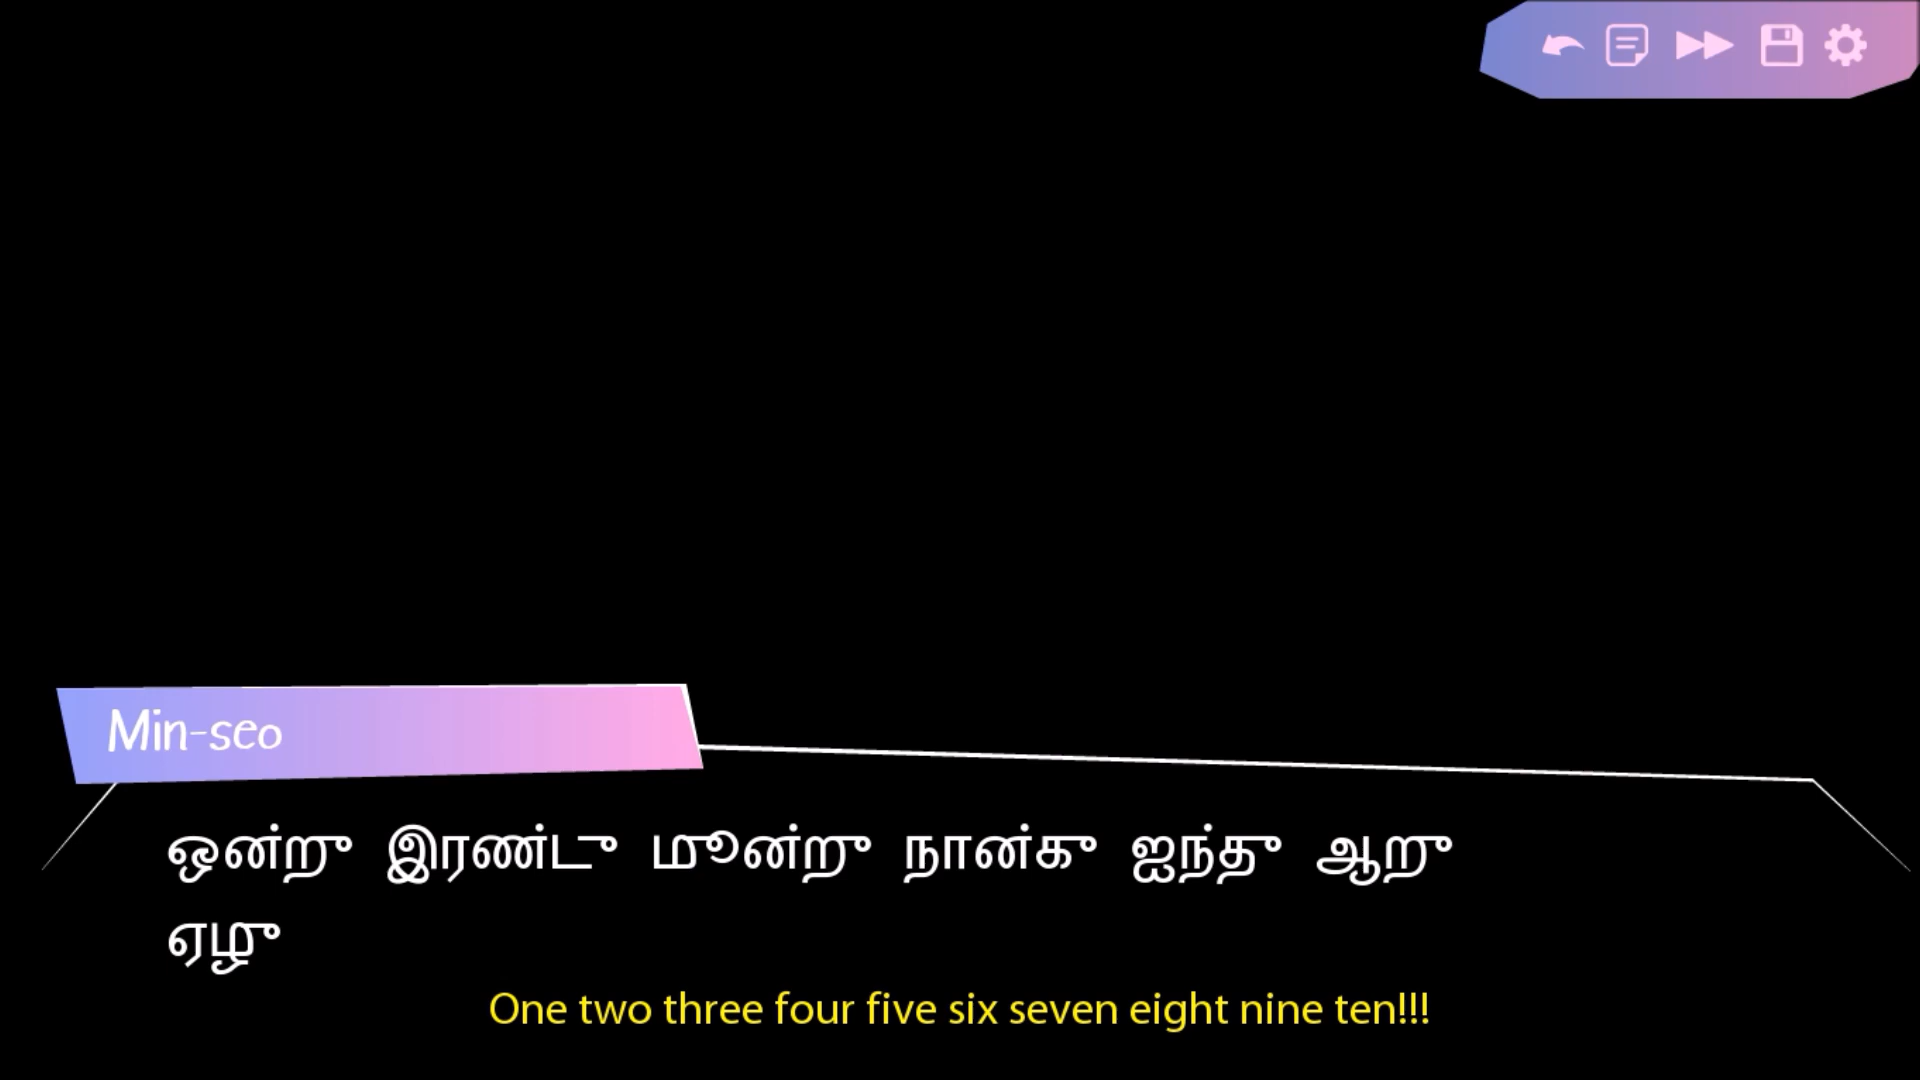 Min-seo
ஒன்று இரண்டு மூன்று நான்கு ஐந்து ஆறு
ஏழு
One two three four five six seven eight nine ten!!!